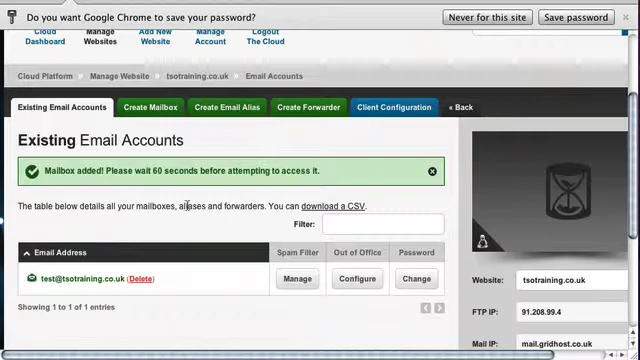 Do you want Google Chrome to save your password?
Never for this site
Save password
Cloud Dashboard
Manage Websites
Add New Website
Manage Account
Logout The Cloud
Cloud Platform
Manage Website
tsotraining.co.uk
Email Accounts
Existing Email Accounts
Create Mailbox
Create Email Alias
Create Forwarder
Client Configuration
« Back
Existing Email Accounts
Mailbox added! Please wait 60 seconds before attempting to access it.
The table below details all your mailboxes, aliases and forwarders. You can download a CSV.
Filter:
Email Address
Spam Filter
Out of Office
Password
test@tsotraining.co.uk (Delete)
Manage
Configure
Change
Showing 1 to 1 of 1 entries
Website:
tsotraining.co.uk
FTP IP:
91.208.99.4
Mail IP:
mail.gridhost.co.uk